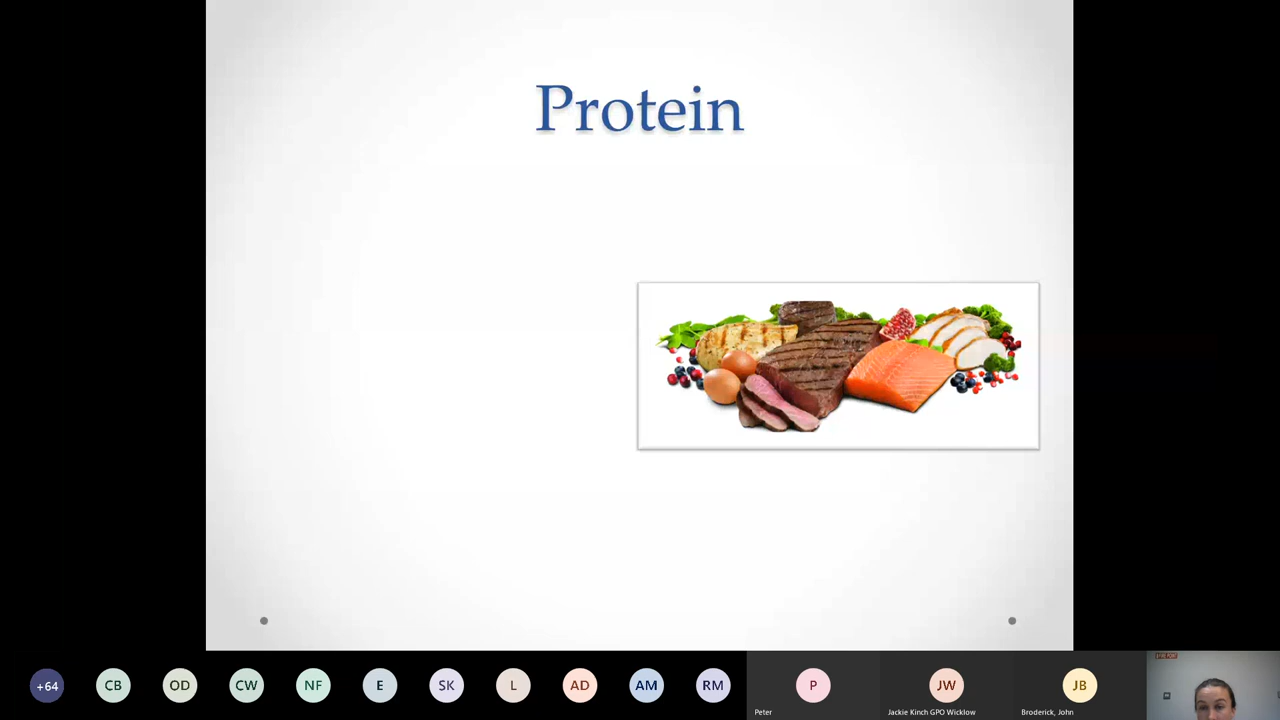 Protein
+64
CB
OD
CW
NF
E
SK
L
AD
AM
RM
P
JW
JB
Peter
Jackie Kinch GPO Wicklow
Broderick, John